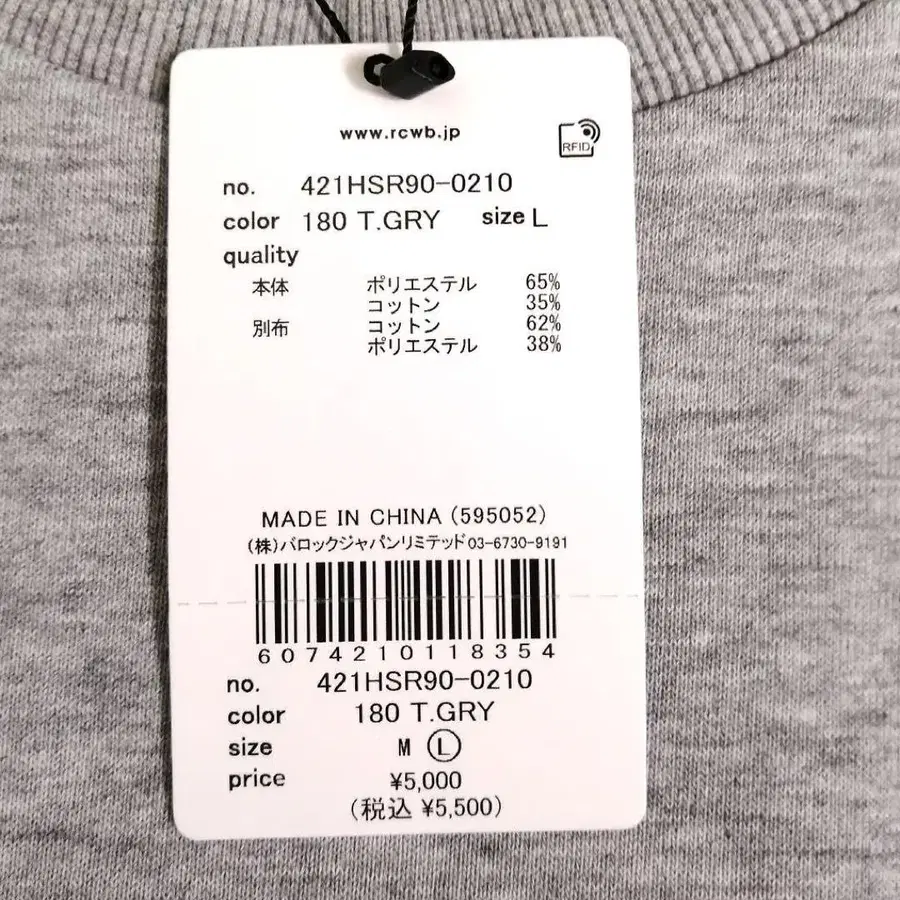 www.rcwb.jp
RFID
no. 421HSR90-0210
color 180 T.GRY size L
quality
本体 ポリエステル 65%
コットン 35%
別布 コットン 62%
ポリエステル 38%
MADE IN CHINA (595052)
(株)バロックジャパンリミテッド03-6730-9191
6074210118354
no. 421HSR90-0210
color 180 T.GRY
size M Ⓛ
price ¥5,000
(税込 ¥5,500)